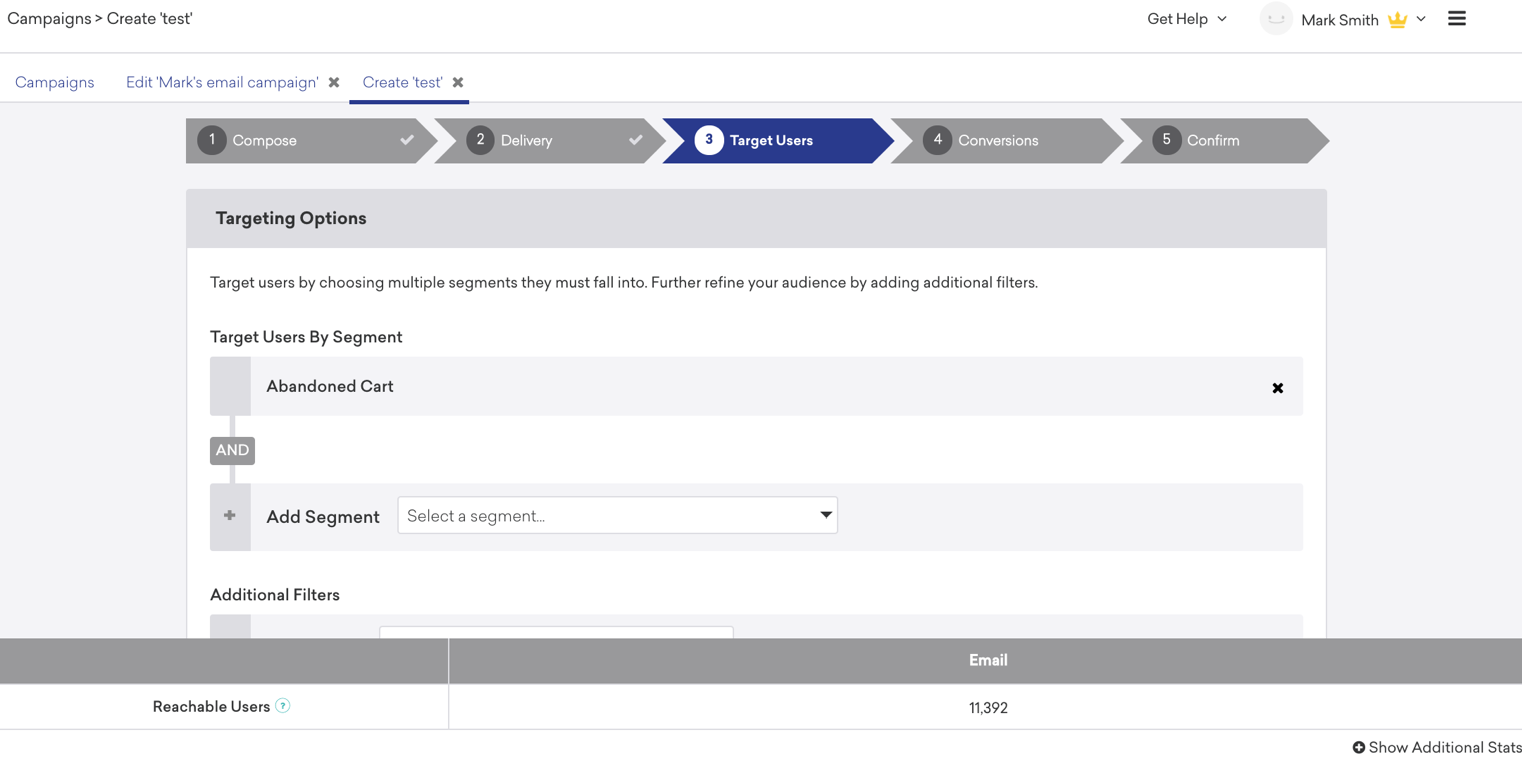 Campaigns > Create 'test'
Get Help
Mark Smith
Campaigns
Edit 'Mark's email campaign'
Create 'test'
1 Compose
2 Delivery
3 Target Users
4 Conversions
5 Confirm
Targeting Options
Target users by choosing multiple segments they must fall into. Further refine your audience by adding additional filters.
Target Users By Segment
Abandoned Cart
AND
+ Add Segment Select a segment...
Additional Filters
Email
Reachable Users ? 11,392
Show Additional Stats